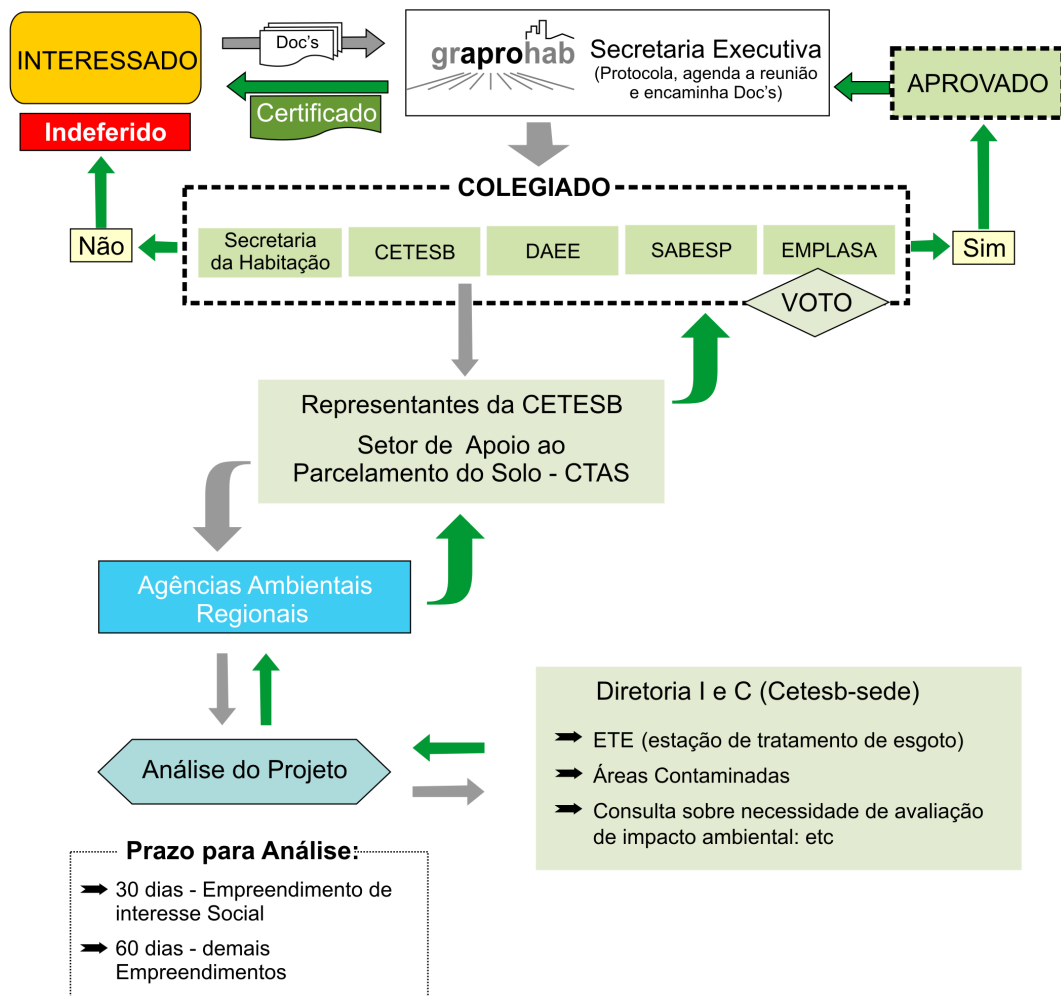 INTERESSADO
Doc's
Certificado
graprohab
Secretaria Executiva
(Protocola, agenda a reunião
e encaminha Doc's)
APROVADO
Indeferido
COLEGIADO
Não
Secretaria
da Habitação
CETESB
DAEE
SABESP
EMPLASA
Sim
VOTO
Representantes da CETESB
Setor de Apoio ao
Parcelamento do Solo - CTAS
Agências Ambientais
Regionais
Análise do Projeto
Diretoria I e C (Cetesb-sede)
ETE (estação de tratamento de esgoto)
Áreas Contaminadas
Consulta sobre necessidade de avaliação
de impacto ambiental: etc
Prazo para Análise:
30 dias - Empreendimento de
interesse Social
60 dias - demais
Empreendimentos